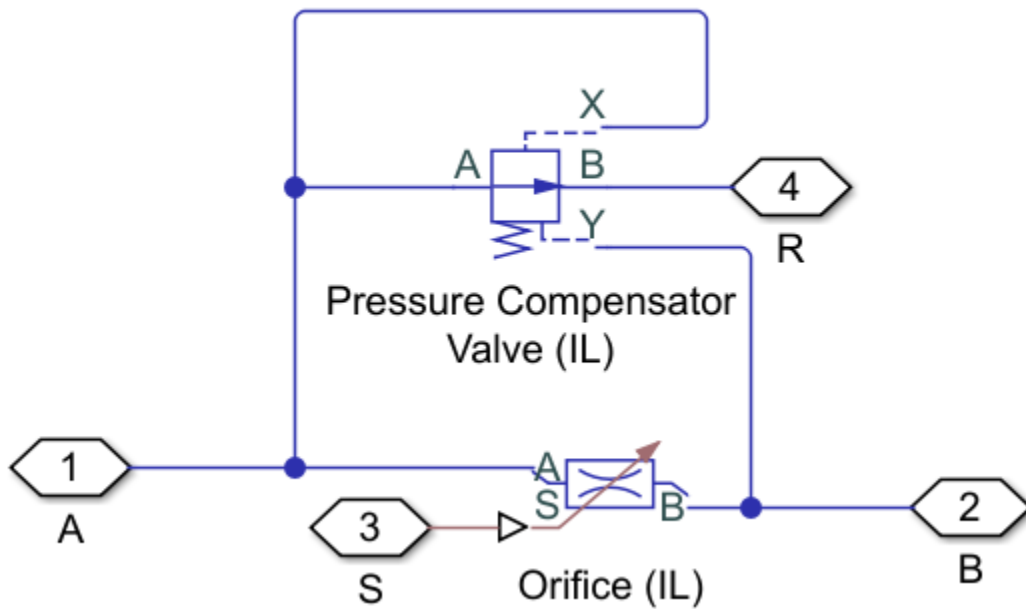 X
A
B
4
R
Y
Pressure Compensator
Valve (IL)
1
A
A
S
B
3
S
2
B
Orifice (IL)